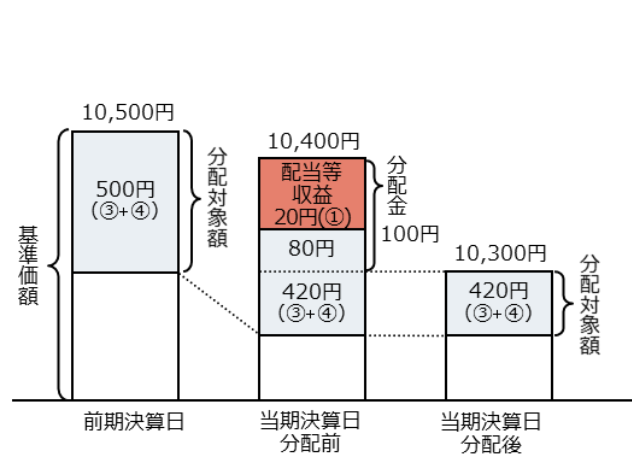 10,500円
500円
(③+④)
分配対象額
基準価額
前期決算日
10,400円
配当等
収益
20円(①)
80円
420円
(③+④)
分配金
100円
当期決算日
分配前
10,300円
420円
(③+④)
分配対象額
当期決算日
分配後